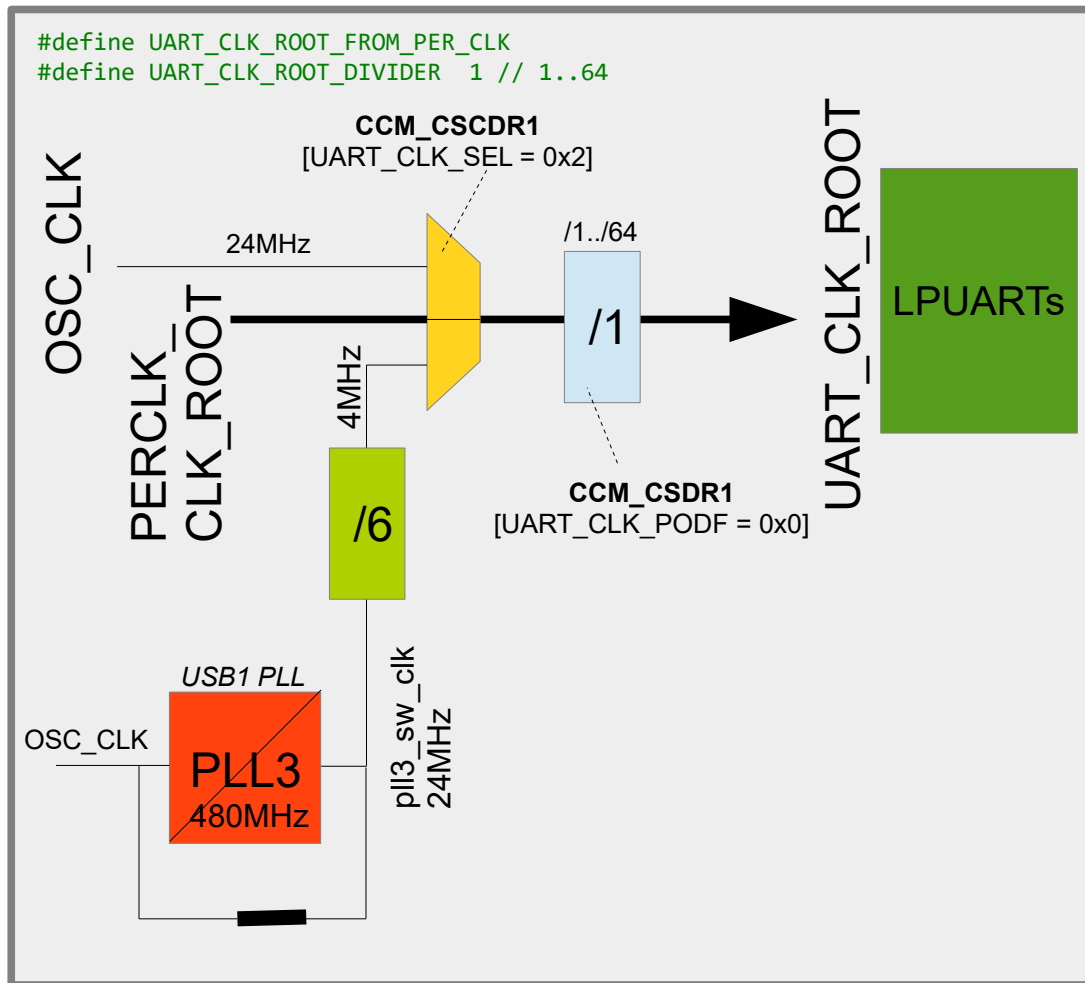 #define UART_CLK_ROOT_FROM_PER_CLK
#define UART_CLK_ROOT_DIVIDER 1 // 1..64
CCM_CSCDR1
[UART_CLK_SEL = 0x2]
OSC_CLK
24MHz
/1../64
PERCLK_
CLK_ROOT
/1
UART_CLK_ROOT
LPUARTs
4MHz
CCM_CSDR1
[UART_CLK_PODF = 0x0]
/6
USB1 PLL
OSC_CLK
PLL3
480MHz
pll3_sw_clk
24MHz